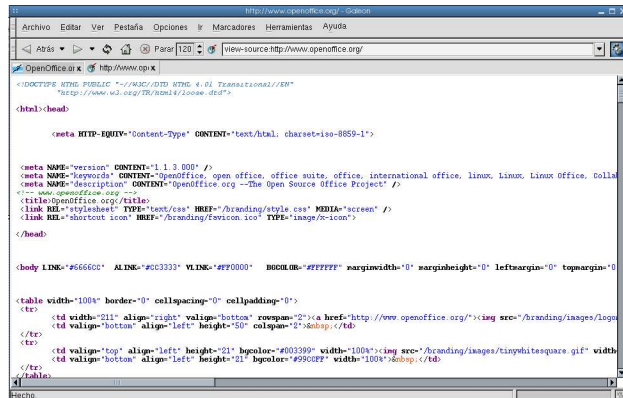 http://www.openoffice.org/ - Galeon
Archivo Editar Ver Pestaña Opciones Ir Marcadores Herramientas Ayuda
Atrás Parar 120 view-source:http://www.openoffice.org/
OpenOffice.or x http://www.op x
<!DOCTYPE HTML PUBLIC "-//W3C//DTD HTML 4.01 Transitional//EN"
"http://www.w3.org/TR/html4/loose.dtd">
<html><head>
<meta HTTP-EQUIV="Content-Type" CONTENT="text/html; charset=iso-8859-1">
<meta NAME="version" CONTENT="1.1.3.000" />
<meta NAME="keywords" CONTENT="OpenOffice, open office, office suite, office, international office, linux, Linux, Linux Office, Collab
<meta NAME="description" CONTENT="OpenOffice.org --The Open Source Office Project" />
<!-- www.openoffice.org -->
<title>OpenOffice.org</title>
<link REL="stylesheet" TYPE="text/css" HREF="/branding/style.css" MEDIA="screen" />
<link REL="shortcut icon" HREF="/branding/favicon.ico" TYPE="image/x-icon">
</head>
<body LINK="#6666CC" ALINK="#CC3333" VLINK="#FF0000" BGCOLOR="#FFFFFF" marginwidth="0" marginheight="0" leftmargin="0" topmargin="0
<table width="100%" border="0" cellspacing="0" cellpadding="0">
<tr>
<td width="211" align="right" valign="bottom" rowspan="2"><a href="http://www.openoffice.org/"><img src="/branding/images/logon
<td valign="bottom" align="left" height="50" colspan="2">&nbsp;</td>
</tr>
<tr>
<td valign="top" align="left" height="21" bgcolor="#003399" width="100%"><img src="/branding/images/tinywhitesquare.gif" width=
<td valign="bottom" align="left" height="21" bgcolor="#99CCFF" width="100%">&nbsp;</td>
</tr>
</table>
Hecho.